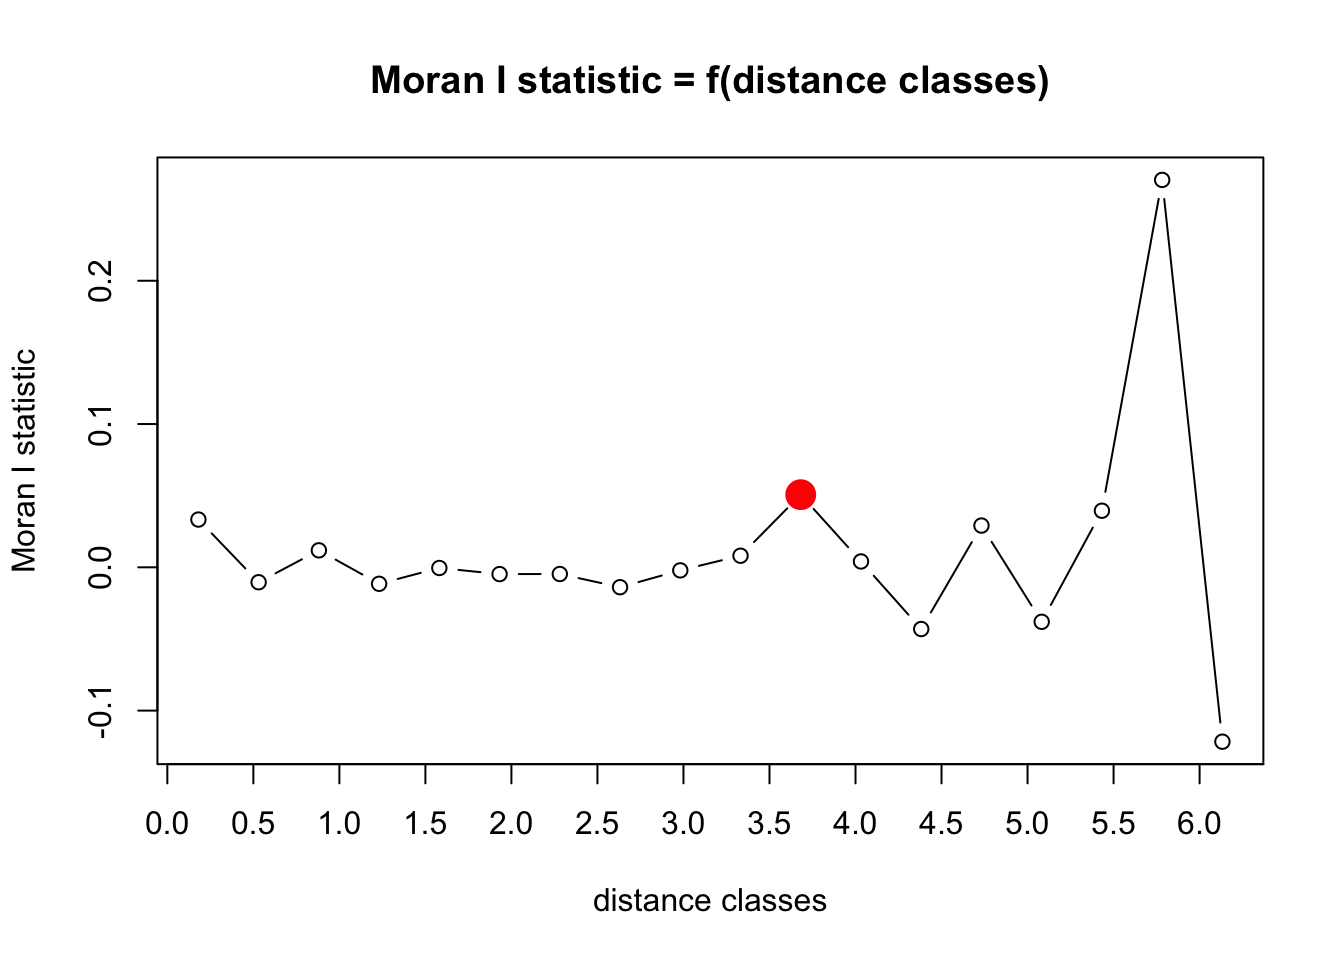 Moran I statistic = f(distance classes)
Moran I statistic
0.2
0.1
0.0
-0.1
0.0 0.5 1.0 1.5 2.0 2.5 3.0 3.5 4.0 4.5 5.0 5.5 6.0
distance classes